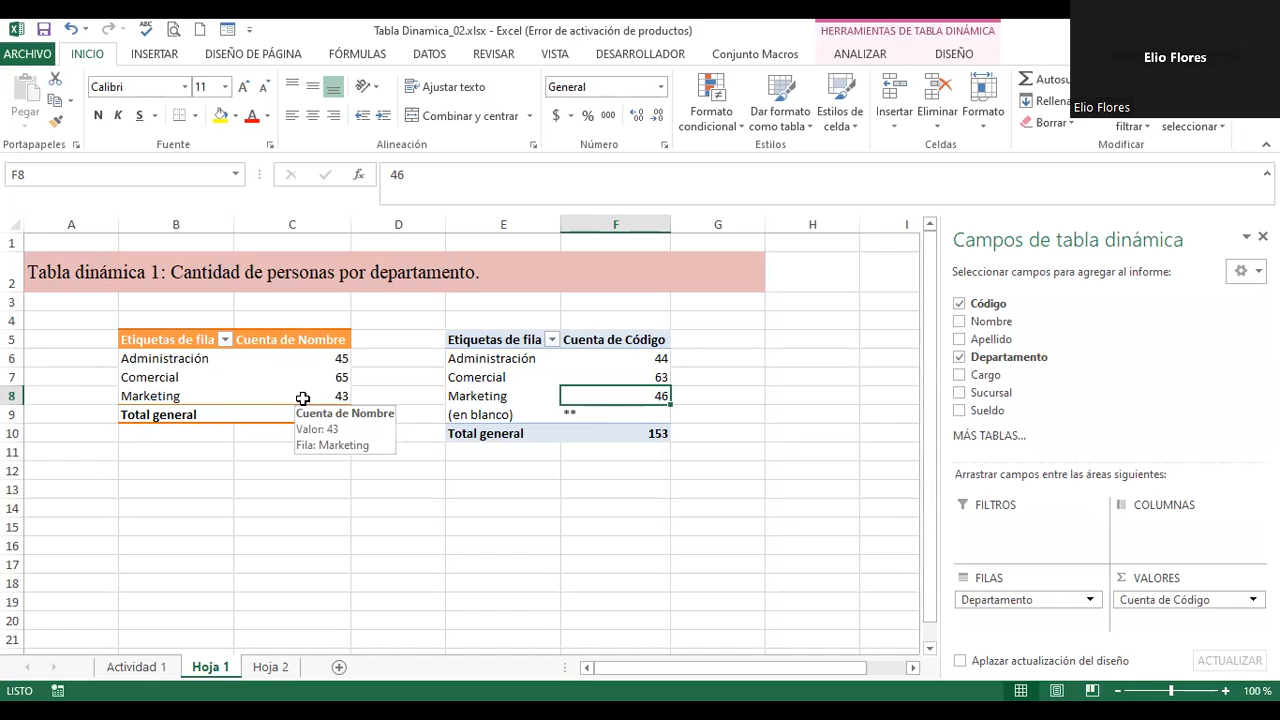 Tabla Dinamica_02.xlsx - Excel (Error de activación de productos)
HERRAMIENTAS DE TABLA DINÁMICA
ARCHIVO INICIO INSERTAR DISEÑO DE PÁGINA FÓRMULAS DATOS REVISAR VISTA DESARROLLADOR Conjunto Macros ANALIZAR DISEÑO
Elio Flores
Elio Flores
Pegar
Calibri 11
N K S
Ajustar texto
Combinar y centrar
General
$ % 000
Formato condicional
Dar formato como tabla
Estilos de celda
Insertar Eliminar Formato
Autosu
Rellena
Borrar
filtrar seleccionar
Portapapeles Fuente Alineación Número Estilos Celdas Modificar
F8 fx 46
A B C D E F G H I
1
2 Tabla dinámica 1: Cantidad de personas por departamento.
3
4
5 Etiquetas de fila Cuenta de Nombre Etiquetas de fila Cuenta de Código
6 Administración 45 Administración 44
7 Comercial 65 Comercial 63
8 Marketing 43 Marketing 46
9 Total general (en blanco) **
10 Total general 153
Cuenta de Nombre
Valor: 43
Fila: Marketing
11
12
13
14
15
16
17
18
19
20
21
Campos de tabla dinámica
Seleccionar campos para agregar al informe:
Código
Nombre
Apellido
Departamento
Cargo
Sucursal
Sueldo
MÁS TABLAS...
Arrastrar campos entre las áreas siguientes:
FILTROS COLUMNAS
FILAS VALORES
Departamento Cuenta de Código
Aplazar actualización del diseño ACTUALIZAR
Actividad 1 Hoja 1 Hoja 2
LISTO 100 %